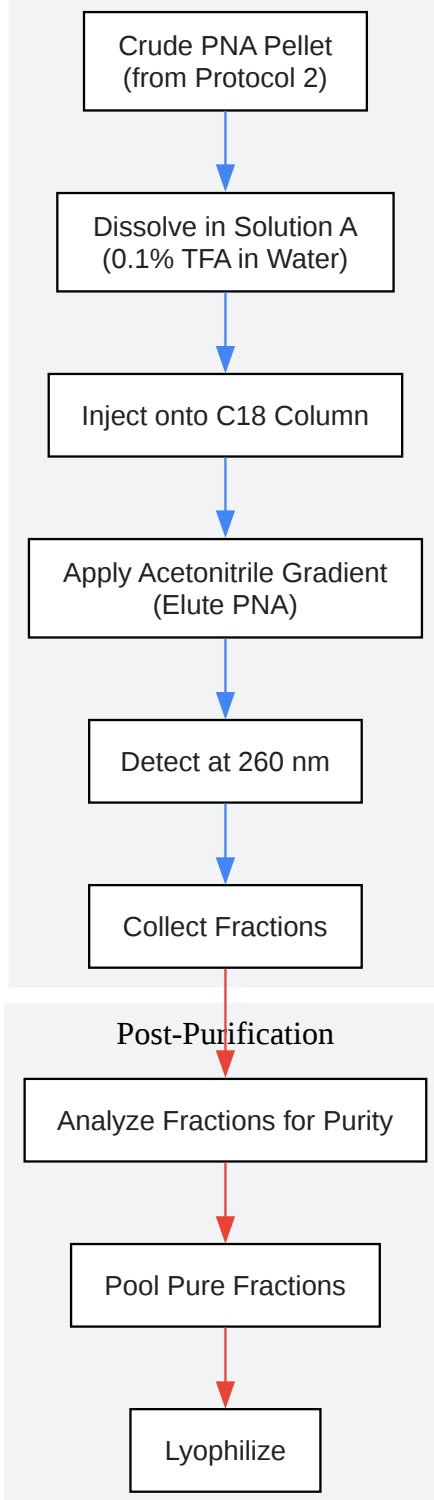 Crude PNA Pellet
(from Protocol 2)
Dissolve in Solution A
(0.1% TFA in Water)
Inject onto C18 Column
Apply Acetonitrile Gradient
(Elute PNA)
Detect at 260 nm
Collect Fractions
Post-Purification
Analyze Fractions for Purity
Pool Pure Fractions
Lyophilize